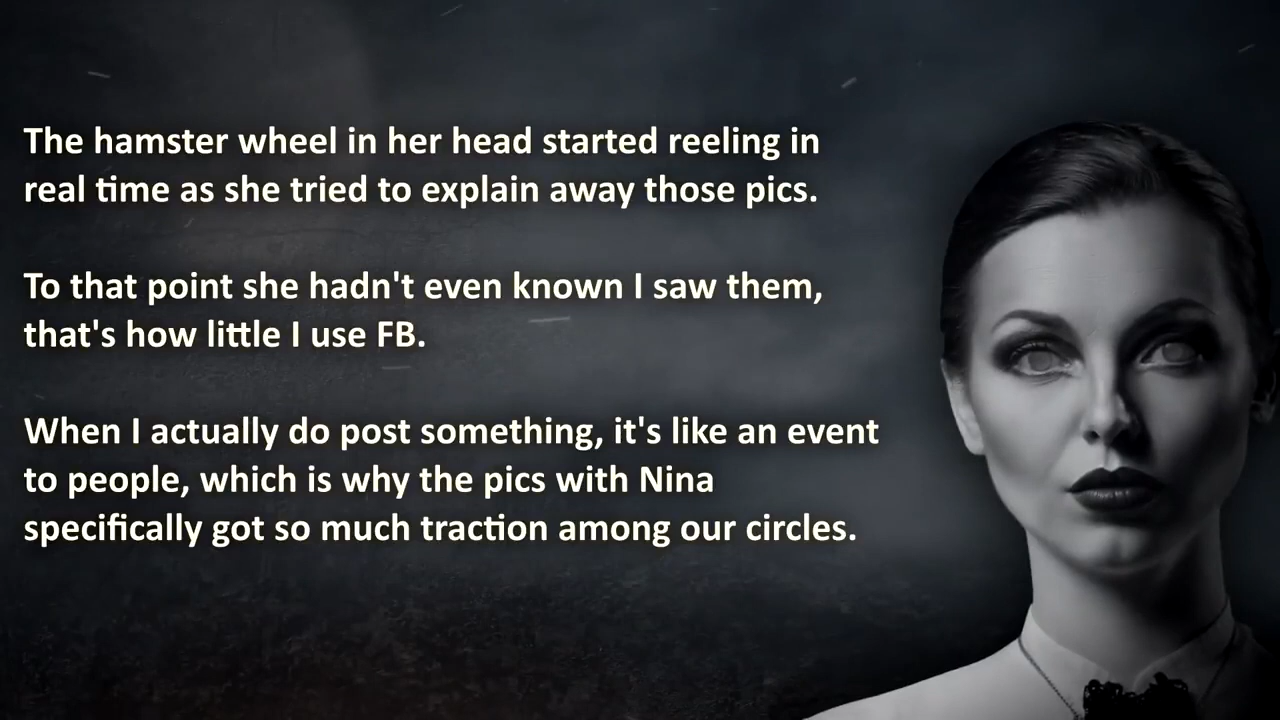 The hamster wheel in her head started reeling in
real time as she tried to explain away those pics.
To that point she hadn't even known I saw them,
that's how little I use FB.
When I actually do post something, it's like an event
to people, which is why the pics with Nina
specifically got so much traction among our circles.